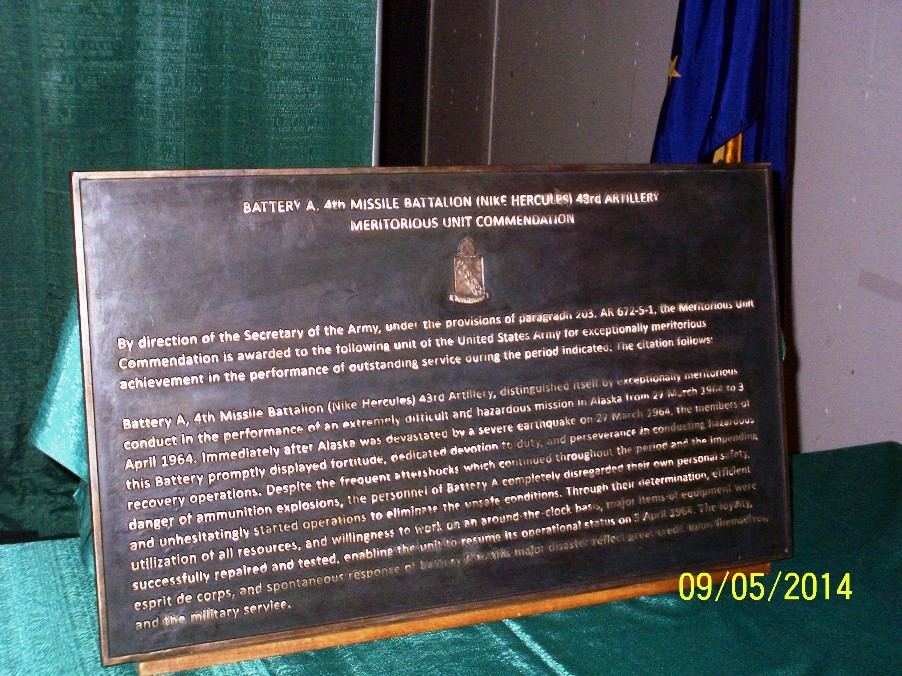 BATTERY A, 4th MISSILE BATTALION (NIKE HERCULES) 43rd ARTILLERY
MERITORIOUS UNIT COMMENDATION
By direction of the Secretary of the Army, under the provisions of paragraph 203, AR 672-5-1, the Meritorious Unit
Commendation is awarded to the following unit of the United States Army for exceptionally meritorious
achievement in the performance of outstanding service during the period indicated: The citation follows:
Battery A, 4th Missile Battalion (Nike Hercules) 43rd Artillery, distinguished itself by exceptionally meritorious
conduct in the performance of an extremely difficult and hazardous mission in Alaska from 27 March 1964 to 3
April 1964. Immediately after Alaska was devastated by a severe earthquake on 27 March 1964, the members of
this Battery promptly displayed fortitude, dedicated devotion to duty, and perseverance in conducting hazardous
recovery operations. Despite the frequent aftershocks which continued throughout the period and the impending
danger of ammunition explosions, the personnel of Battery A completely disregarded their own personal safety,
and unhesitatingly started operations to eliminate the unsafe conditions. Through their determination, efficient
utilization of all resources, and willingness to work on an around-the-clock basis, major items of equipment were
successfully repaired and tested, enabling the unit to resume its operational status on April 1964. The loyalty,
esprit de corps, and spontaneous response of Battery A to this major disaster reflect great credit upon themselves,
and the military service.
09/05/2014